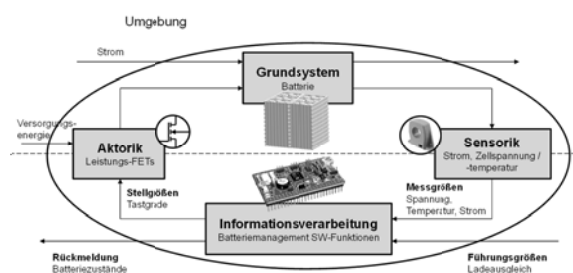 Umgebung
Strom
Grundsystem
Batterie
Versorgungs-
energie
Aktorik
Leistungs-FETs
Sensorik
Strom, Zellspannung /
-temperatur
Stellgößen
Tastgrade
Messgrößen
Spannung,
Temperatur, Strom
Informationsverarbeitung
Batteriemanagement SW-Funktionen
Rückmeldung
Batteriezustände
Führungsgrößen
Ladeausgleich